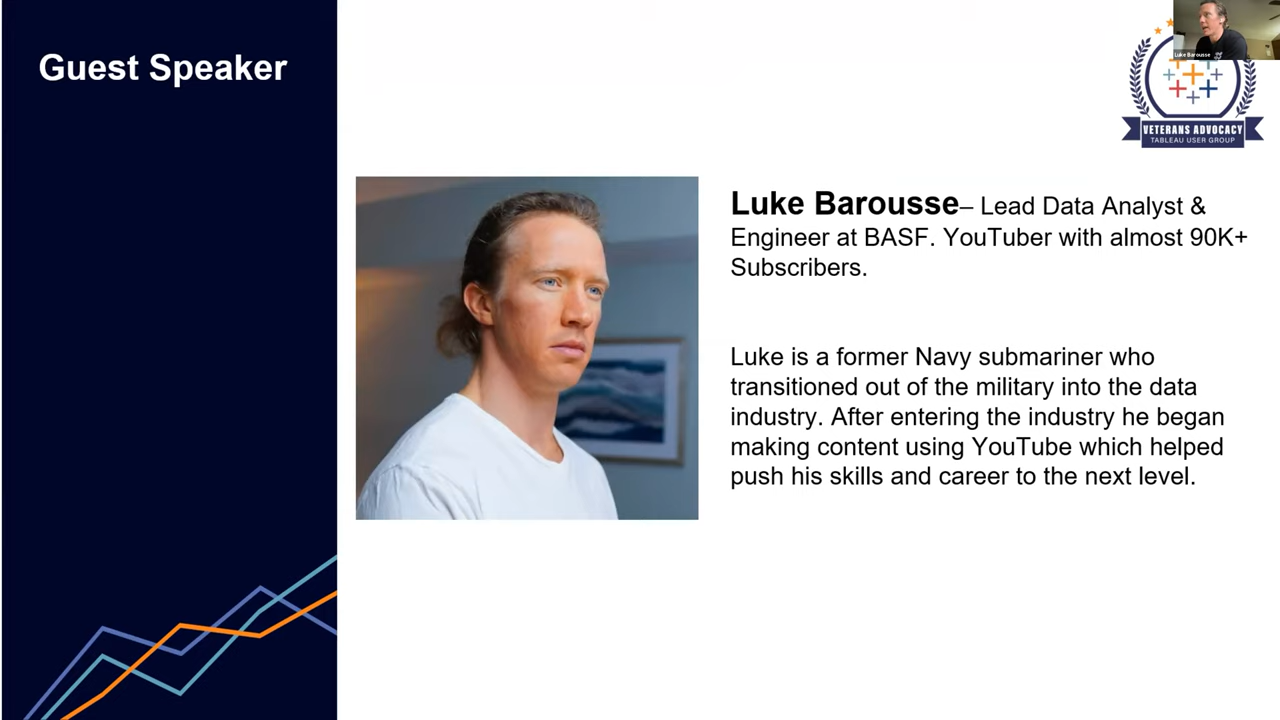 Guest Speaker
Luke Barousse
VETERANS ADVOCACY
TABLEAU USER GROUP
Luke Barousse– Lead Data Analyst &
Engineer at BASF. YouTuber with almost 90K+
Subscribers.
Luke is a former Navy submariner who
transitioned out of the military into the data
industry. After entering the industry he began
making content using YouTube which helped
push his skills and career to the next level.